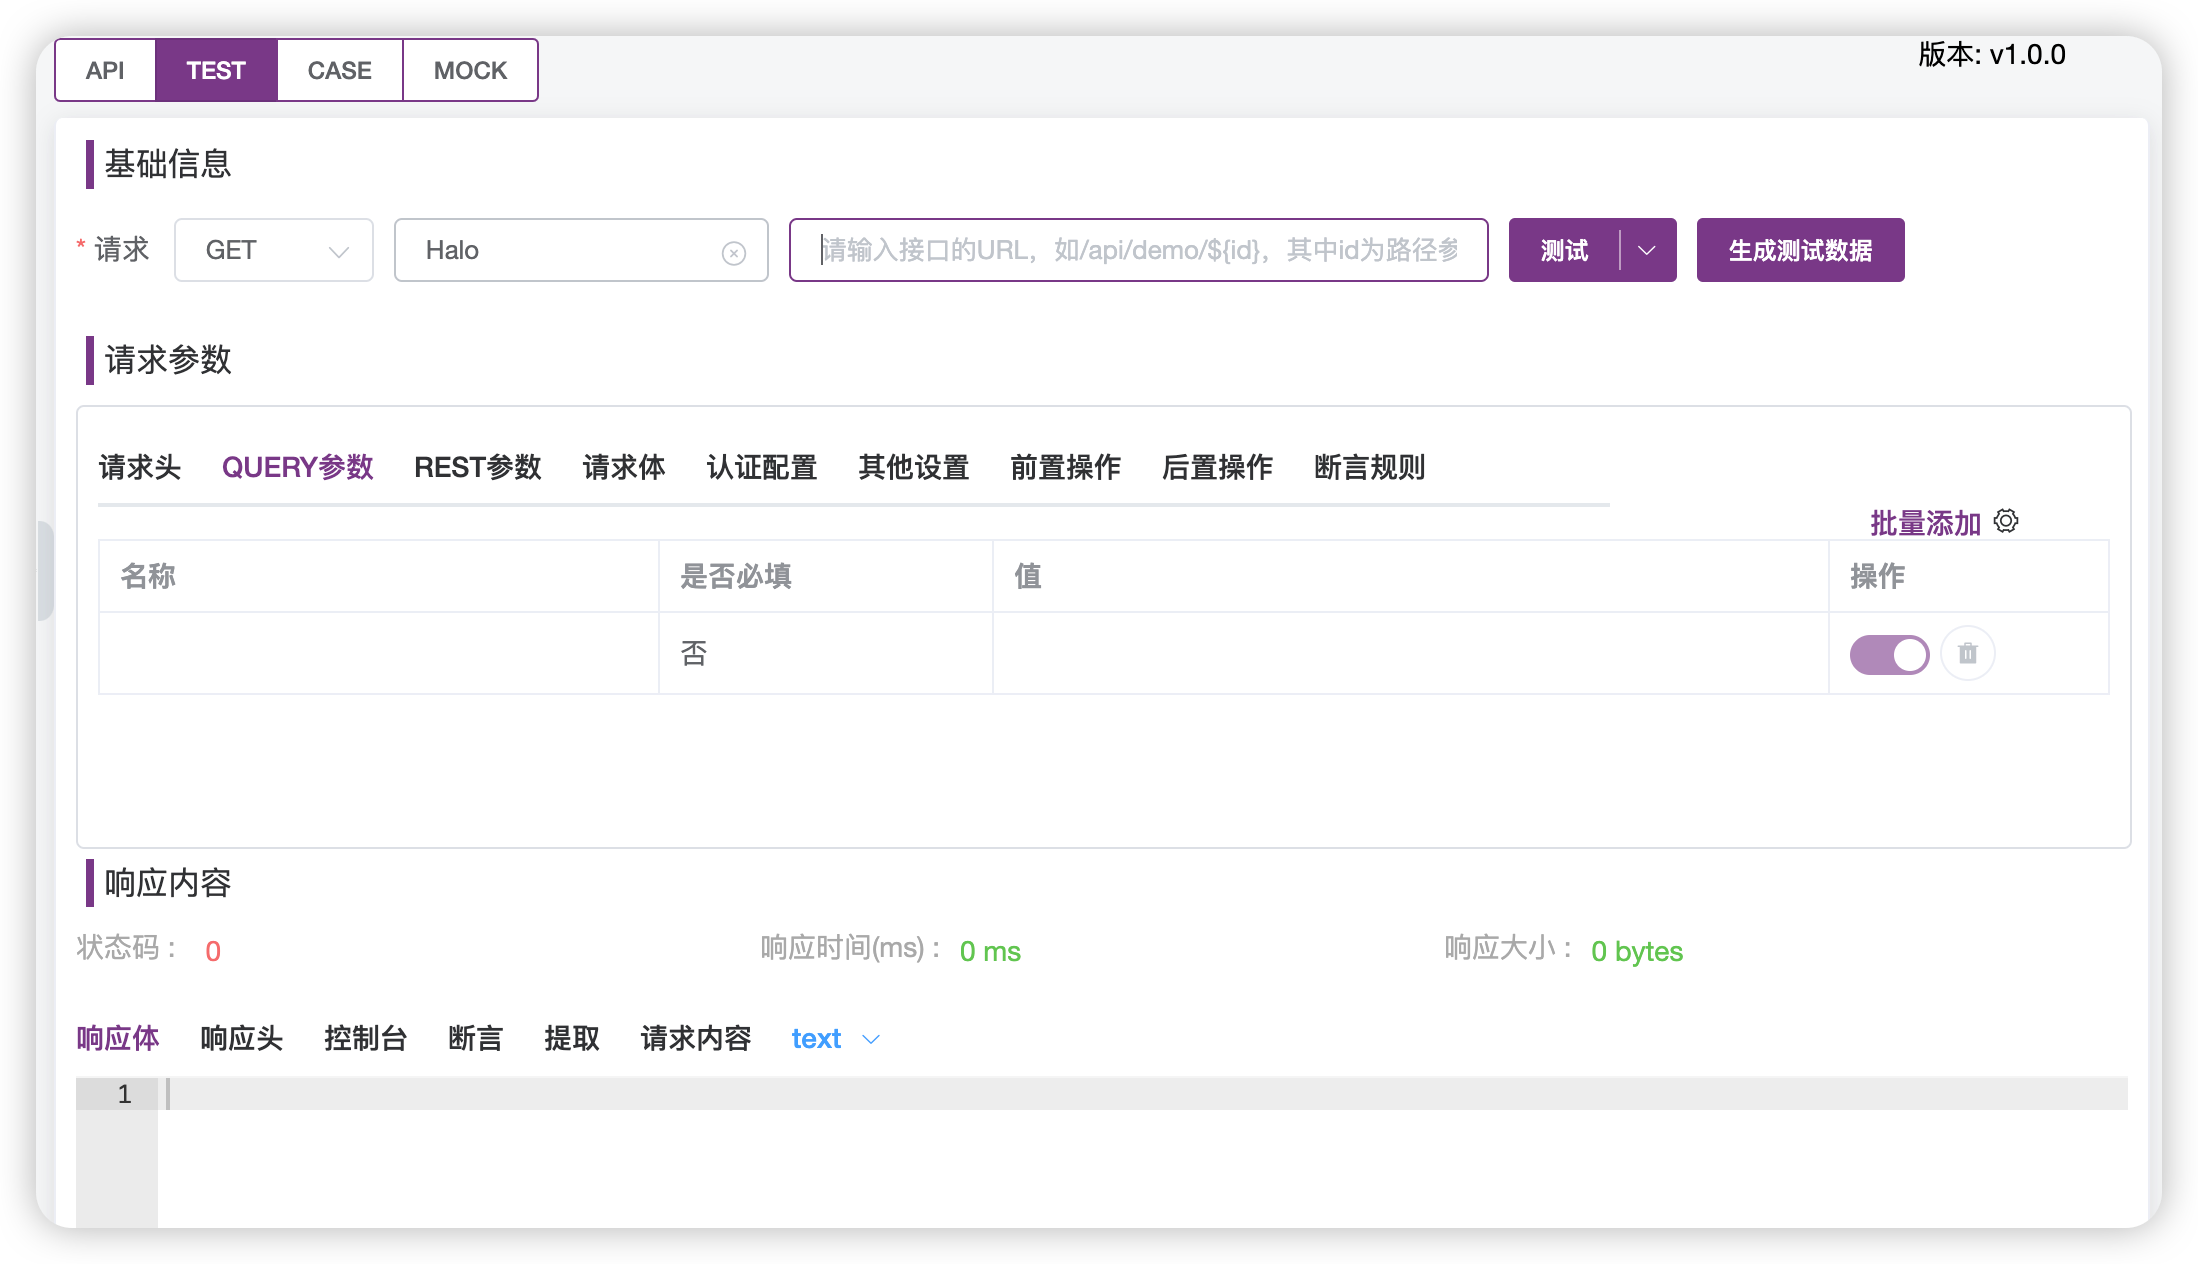 API TEST CASE MOCK 版本: v1.0.0
基础信息
* 请求 GET Halo 请输入接口的URL，如/api/demo/${id}，其中id为路径参 测试 生成测试数据
请求参数
请求头 QUERY参数 REST参数 请求体 认证配置 其他设置 前置操作 后置操作 断言规则
批量添加
名称 是否必填 值 操作
否
响应内容
状态码： 0 响应时间(ms)： 0 ms 响应大小： 0 bytes
响应体 响应头 控制台 断言 提取 请求内容 text
1